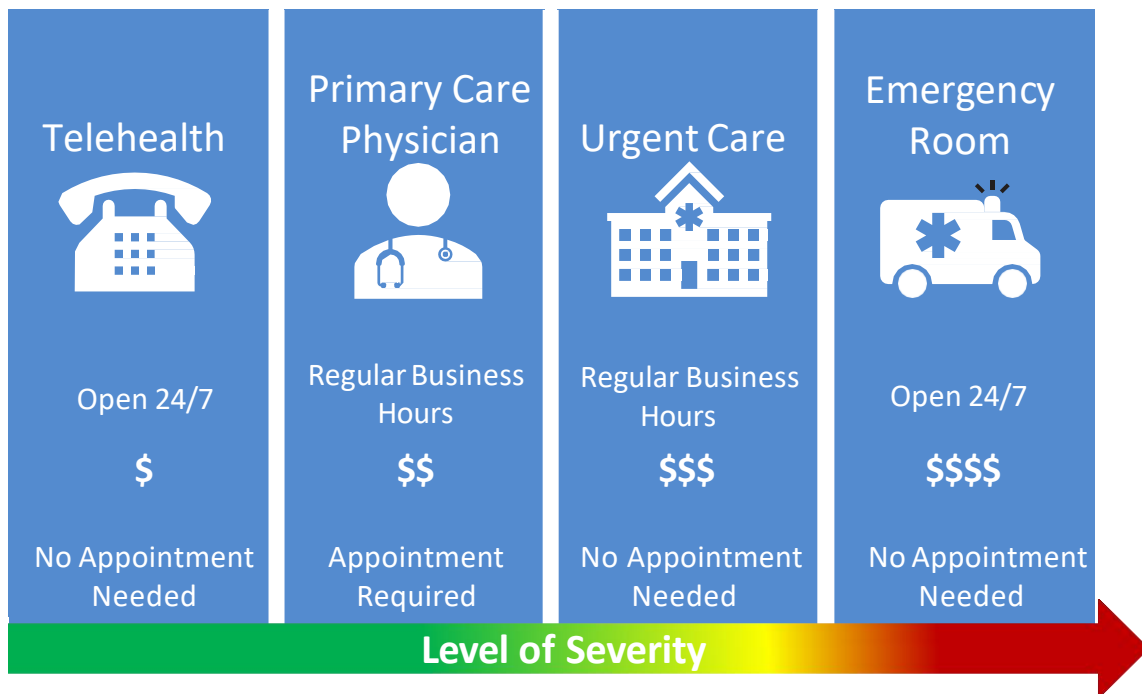 Telehealth
Open 24/7
$
No Appointment
Needed
Primary Care
Physician
Regular Business
Hours
$$
Appointment
Required
Urgent Care
Regular Business
Hours
$$$
No Appointment
Needed
Emergency
Room
Open 24/7
$$$$
No Appointment
Needed
Level of Severity